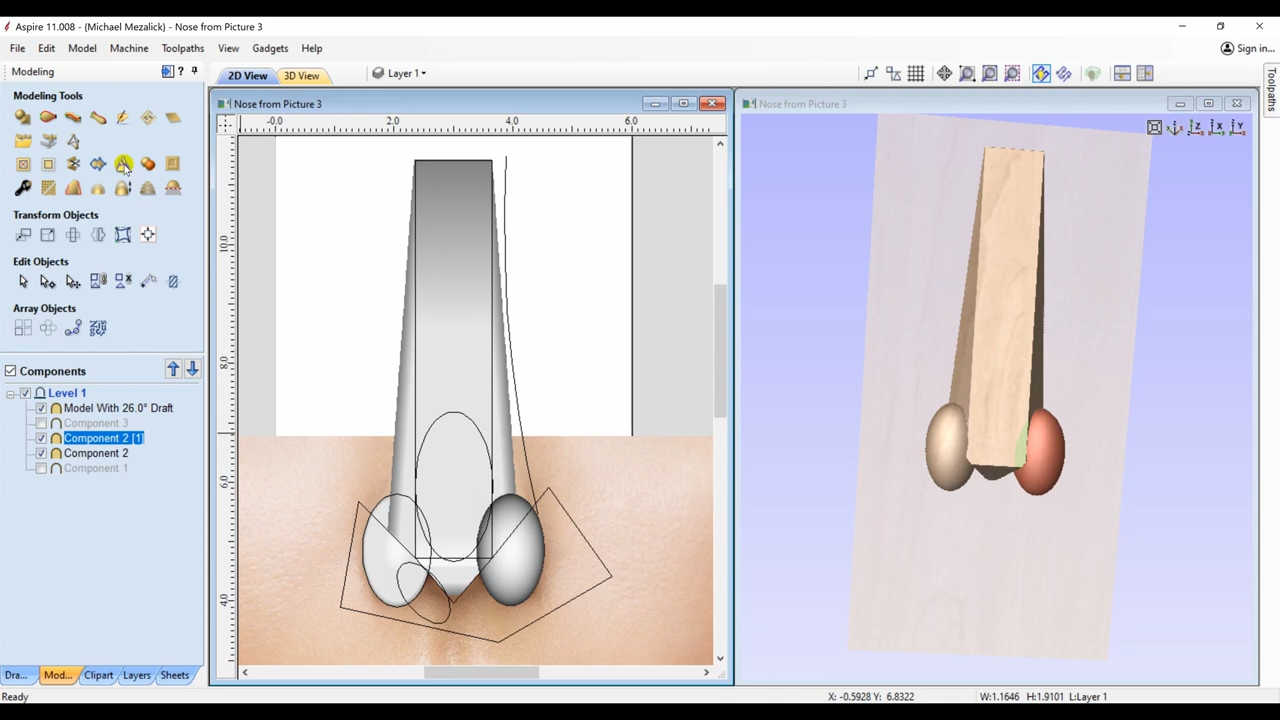 Aspire 11.008 - {Michael Mezalick} - Nose from Picture 3
File Edit Model Machine Toolpaths View Gadgets Help
Sign in...
Modeling
?
2D View
3D View
Layer 1
Toolpaths
Modeling Tools
Nose from Picture 3
Nose from Picture 3
-0.0 2.0 4.0 6.0
Z X Y
10.0
8.0
6.0
4.0
Transform Objects
Edit Objects
Array Objects
Components
Level 1
Model With 26.0° Draft
Component 3
Component 2 [1]
Component 2
Component 1
Dra... Mod... Clipart Layers Sheets
Ready
X: -0.5928 Y: 6.8322
W:1.1646 H:1.9101 L:Layer 1